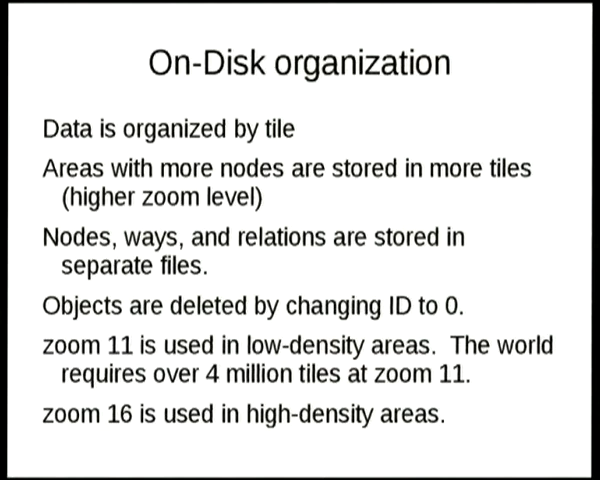 On-Disk organization
Data is organized by tile
Areas with more nodes are stored in more tiles
(higher zoom level)
Nodes, ways, and relations are stored in
separate files.
Objects are deleted by changing ID to 0.
zoom 11 is used in low-density areas.  The world
requires over 4 million tiles at zoom 11.
zoom 16 is used in high-density areas.